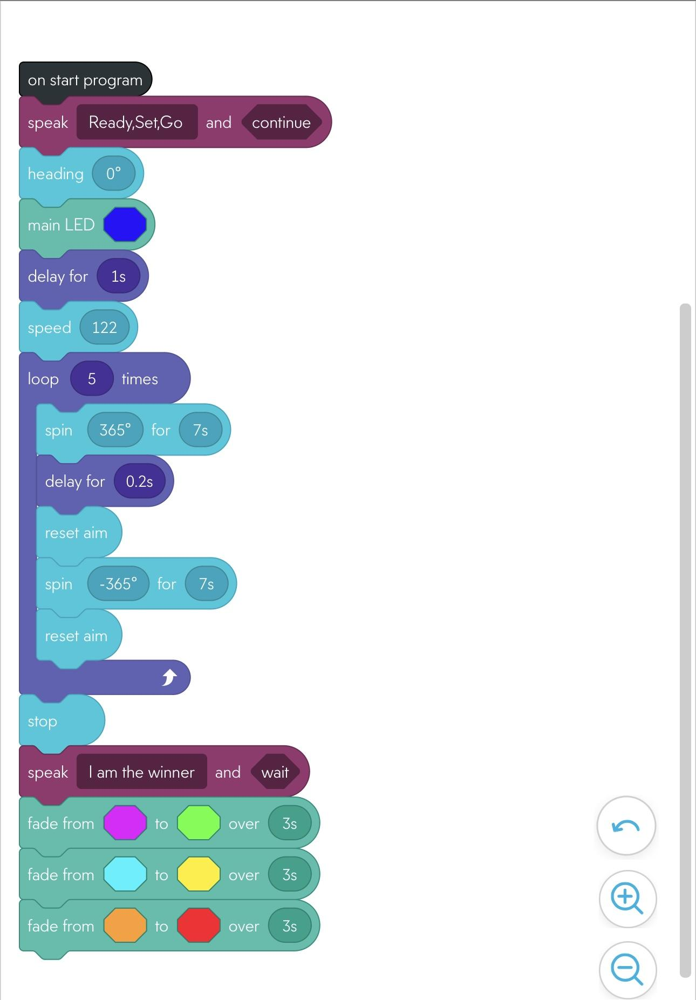 on start program
speak Ready,Set,Go and continue
heading 0°
main LED
delay for 1s
speed 122
loop 5 times
spin 365° for 7s
delay for 0.2s
reset aim
spin -365° for 7s
reset aim
stop
speak I am the winner and wait
fade from to over 3s
fade from to over 3s
fade from to over 3s